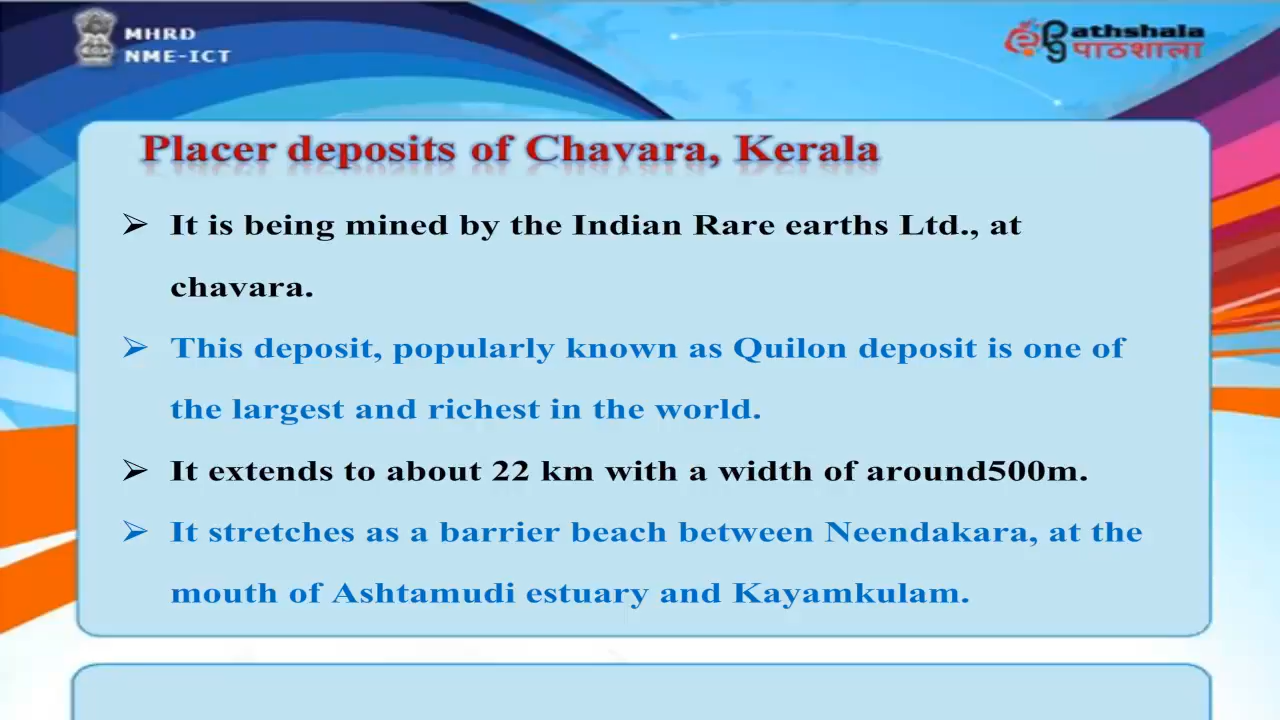 MHRD
NME-ICT
epg athshala
पाठशाला
Placer deposits of Chavara, Kerala
It is being mined by the Indian Rare earths Ltd., at
chavara.
This deposit, popularly known as Quilon deposit is one of
the largest and richest in the world.
It extends to about 22 km with a width of around500m.
It stretches as a barrier beach between Neendakara, at the
mouth of Ashtamudi estuary and Kayamkulam.